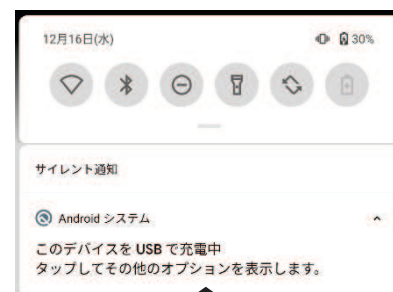 12月16日(水) 30%
サイレント通知
Android システム
このデバイスを USB で充電中
タップしてその他のオプションを表示します。